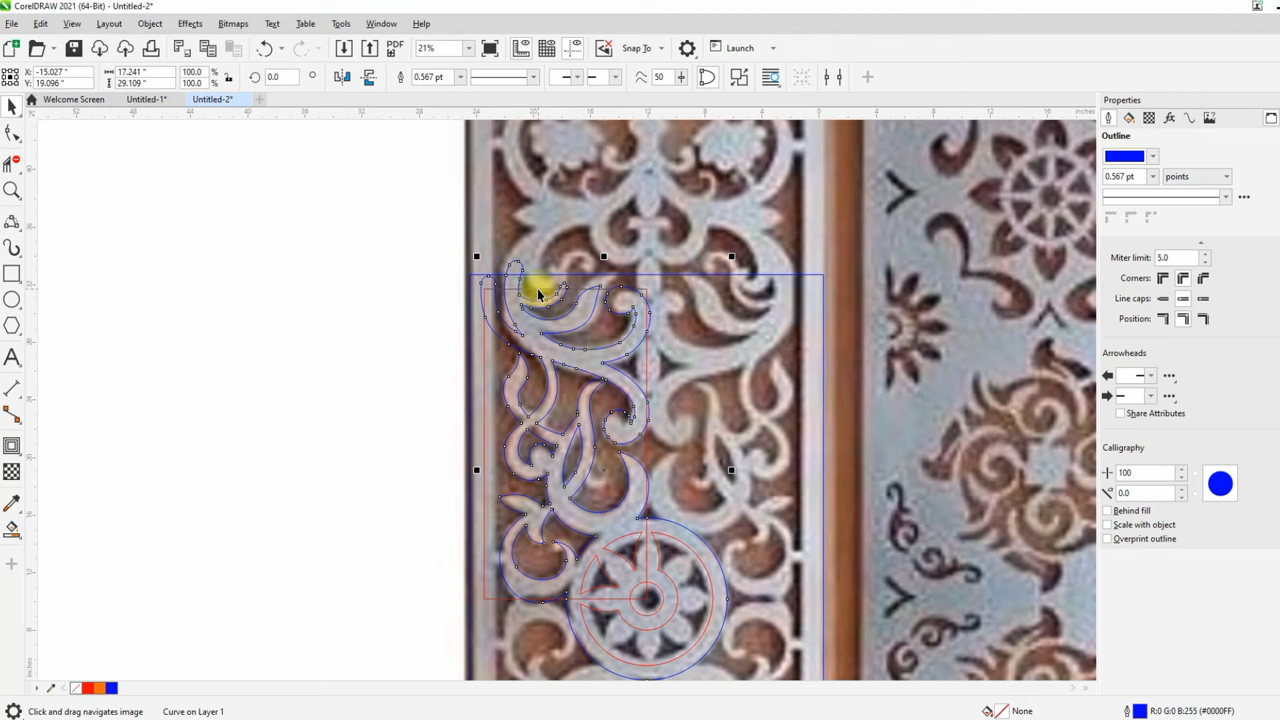 CorelDRAW 2021 (64-Bit) - Untitled-2*
File Edit View Layout Object Effects Bitmaps Text Table Tools Window Help
PDF 21% Snap To Launch
X: -15.027 " 17.241 " 100.0 % 0.0 0.567 pt 50
Y: 19.096 " 29.109 " 100.0 %
Welcome Screen Untitled-1* Untitled-2*
inches
Properties
Outline
0.567 pt points
Miter limit: 5.0
Corners:
Line caps:
Position:
Arrowheads
Share Attributes
Calligraphy
100
0.0
Behind fill
Scale with object
Overprint outline
Click and drag navigates image Curve on Layer 1 None R:0 G:0 B:255 (#0000FF)